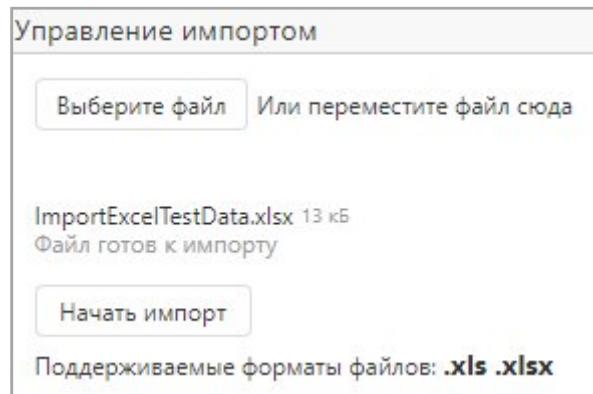 Управление импортом
Выберите файл Или переместите файл сюда
ImportExcelTestData.xlsx 13 кБ
Файл готов к импорту
Начать импорт
Поддерживаемые форматы файлов: .xls .xlsx